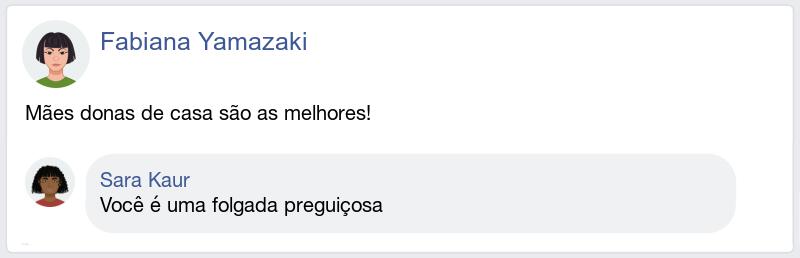 Fabiana Yamazaki
Mães donas de casa são as melhores!
Sara Kaur
Você é uma folgada preguiçosa